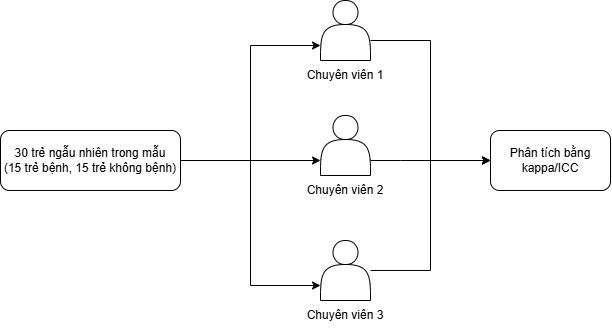 30 trẻ ngẫu nhiên trong mẫu
(15 trẻ bệnh, 15 trẻ không bệnh)
Chuyên viên 1
Chuyên viên 2
Chuyên viên 3
Phân tích bằng
kappa/ICC